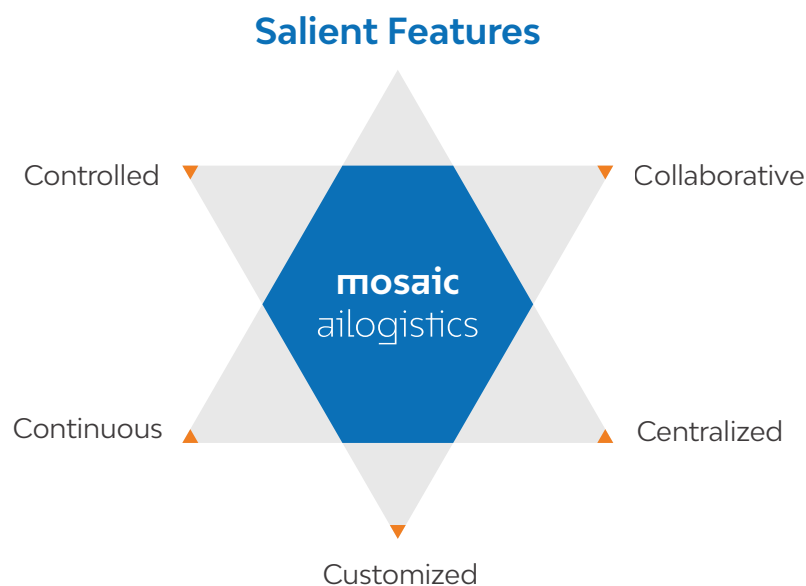 Salient Features
Controlled
Collaborative
mosaic
ailogistics
Continuous
Centralized
Customized